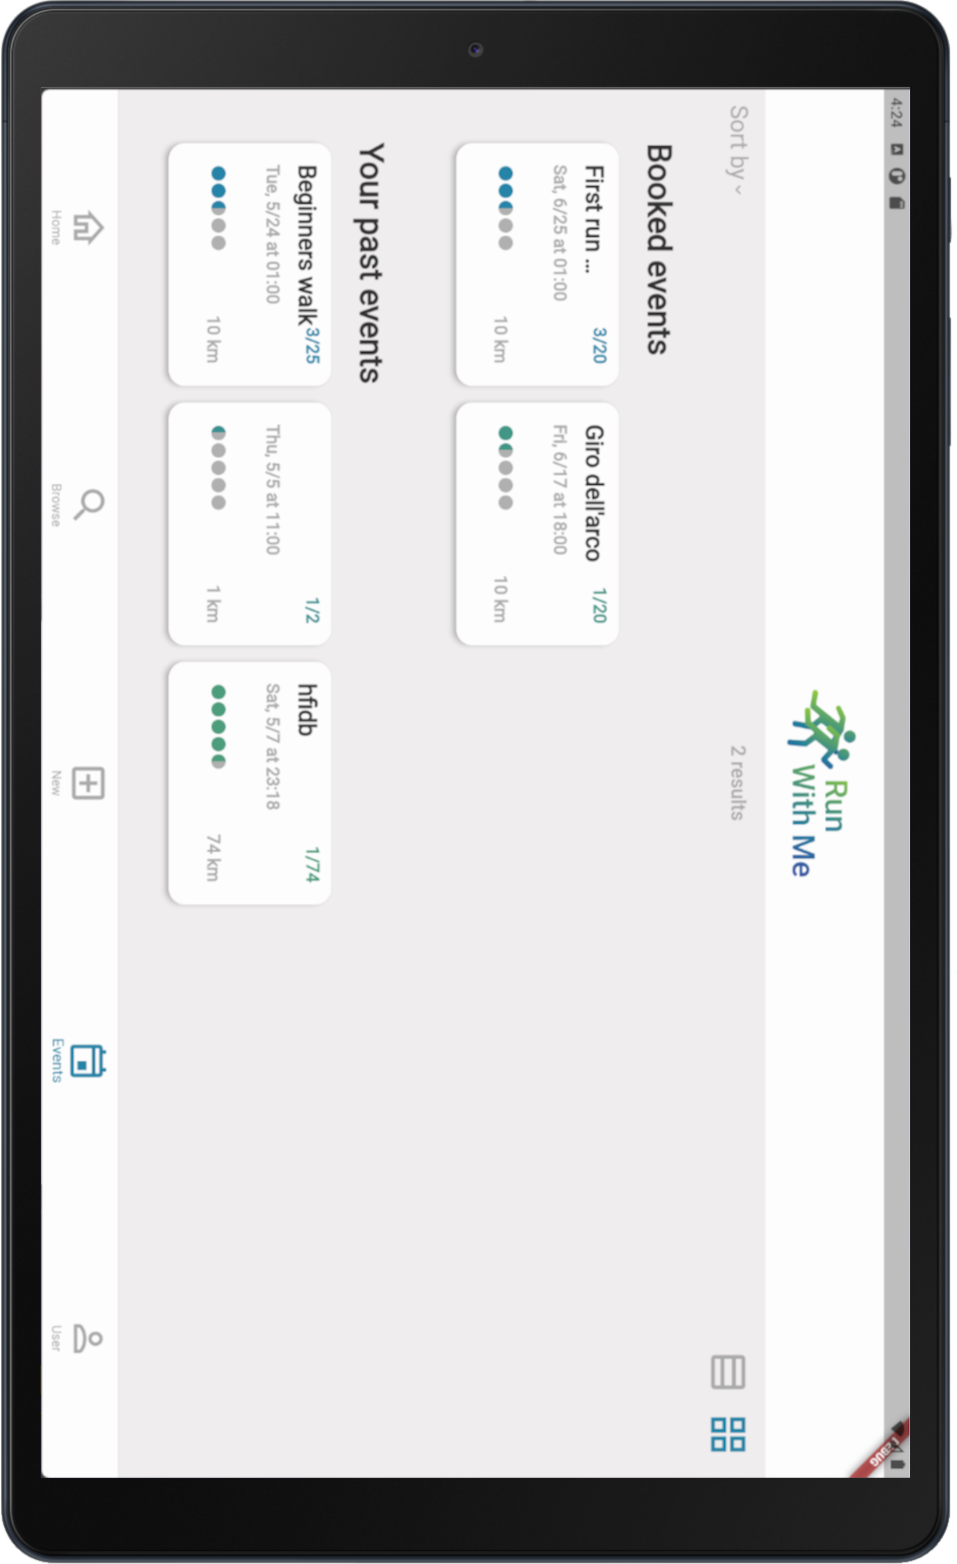 4:24
Run
With Me
Sort by
2 results
Booked events
First run ...
3/20
Sat, 6/25 at 01:00
10 km
Giro dell'arco
1/20
Fri, 6/17 at 18:00
10 km
Your past events
Beginners walk
3/25
Tue, 5/24 at 01:00
10 km
1/2
Thu, 5/5 at 11:00
1 km
hfidb
1/74
Sat, 5/7 at 23:18
74 km
Home
Browse
New
Events
User